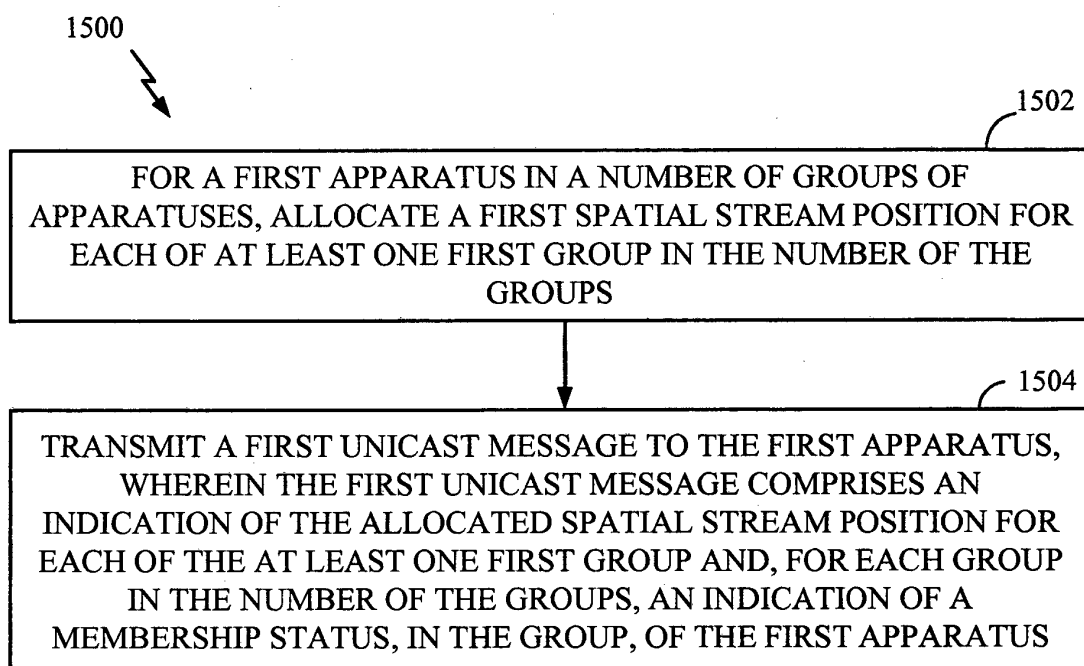 1500
1502
FOR A FIRST APPARATUS IN A NUMBER OF GROUPS OF
APPARATUSES, ALLOCATE A FIRST SPATIAL STREAM POSITION FOR
EACH OF AT LEAST ONE FIRST GROUP IN THE NUMBER OF THE
GROUPS
1504
TRANSMIT A FIRST UNICAST MESSAGE TO THE FIRST APPARATUS,
WHEREIN THE FIRST UNICAST MESSAGE COMPRISES AN
INDICATION OF THE ALLOCATED SPATIAL STREAM POSITION FOR
EACH OF THE AT LEAST ONE FIRST GROUP AND, FOR EACH GROUP
IN THE NUMBER OF THE GROUPS, AN INDICATION OF A
MEMBERSHIP STATUS, IN THE GROUP, OF THE FIRST APPARATUS